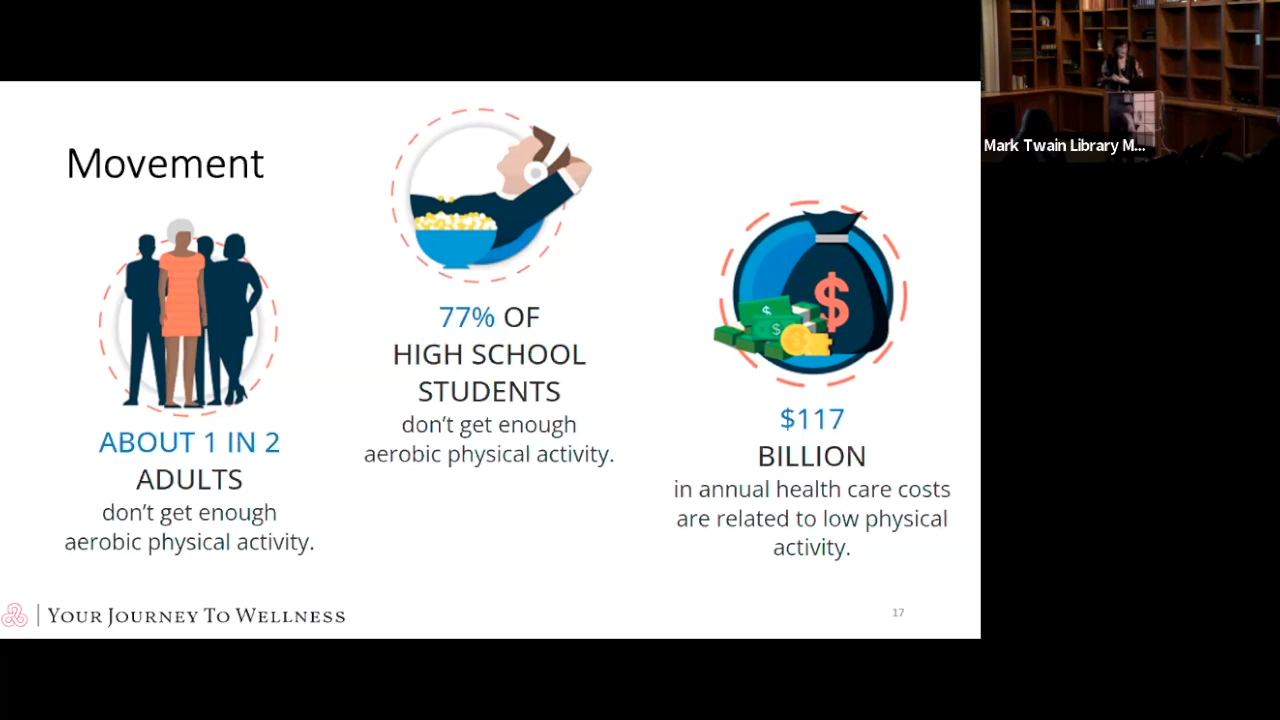 Movement
ABOUT 1 IN 2
ADULTS
don’t get enough
aerobic physical activity.
77% OF
HIGH SCHOOL
STUDENTS
don’t get enough
aerobic physical activity.
$
$
$
$117
BILLION
in annual health care costs
are related to low physical
activity.
YOUR JOURNEY TO WELLNESS
17
Mark Twain Library M...